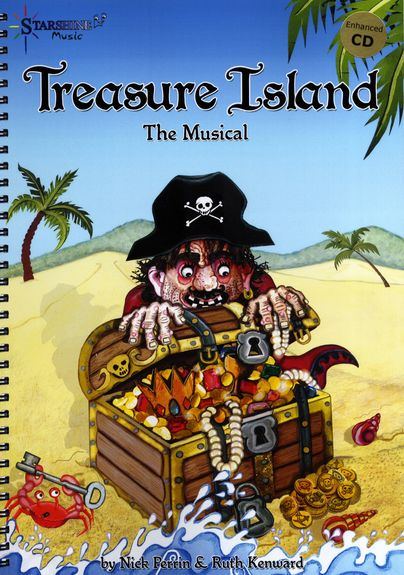 STARSHINE
Music
Enhanced
CD
Treasure Island
The Musical
by Nick Perrin & Ruth Kenward